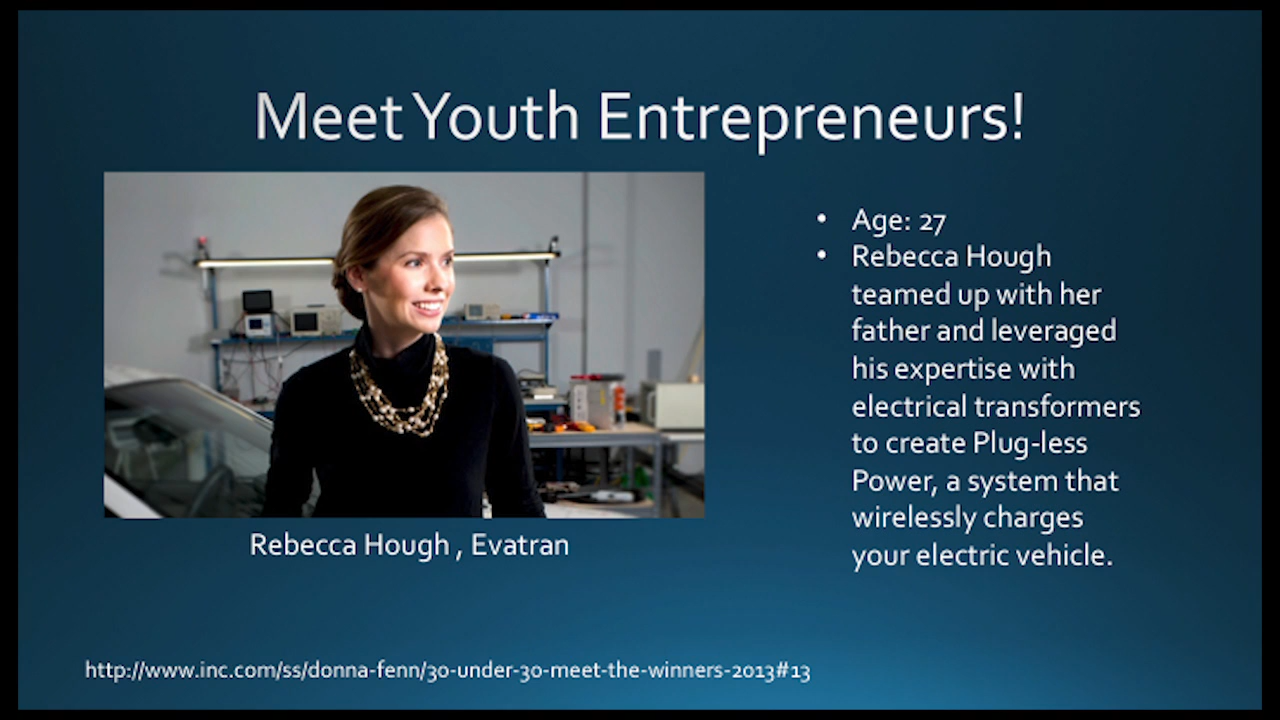 Meet Youth Entrepreneurs!
• Age: 27
• Rebecca Hough
teamed up with her
father and leveraged
his expertise with
electrical transformers
to create Plug-less
Power, a system that
wirelessly charges
your electric vehicle.
Rebecca Hough , Evatran
http://www.inc.com/ss/donna-fenn/30-under-30-meet-the-winners-2013#13